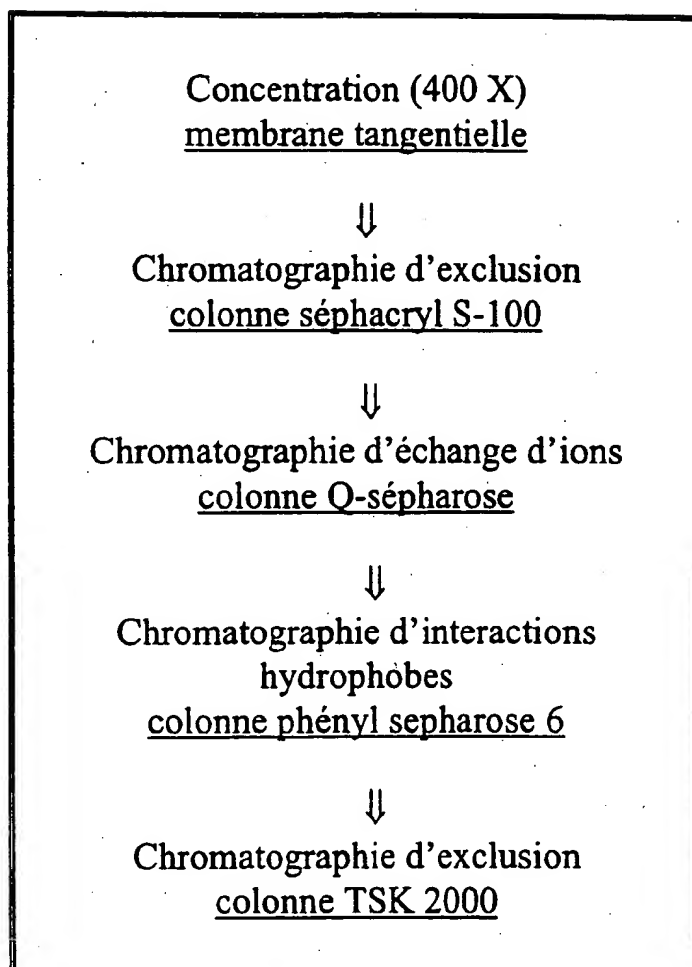 Concentration (400 X)
membrane tangentielle
⇓
Chromatographie d'exclusion
colonne séphacryl S-100
⇓
Chromatographie d'échange d'ions
colonne Q-sépharose
⇓
Chromatographie d'interactions
hydrophobes
colonne phényl sepharose 6
⇓
Chromatographie d'exclusion
colonne TSK 2000